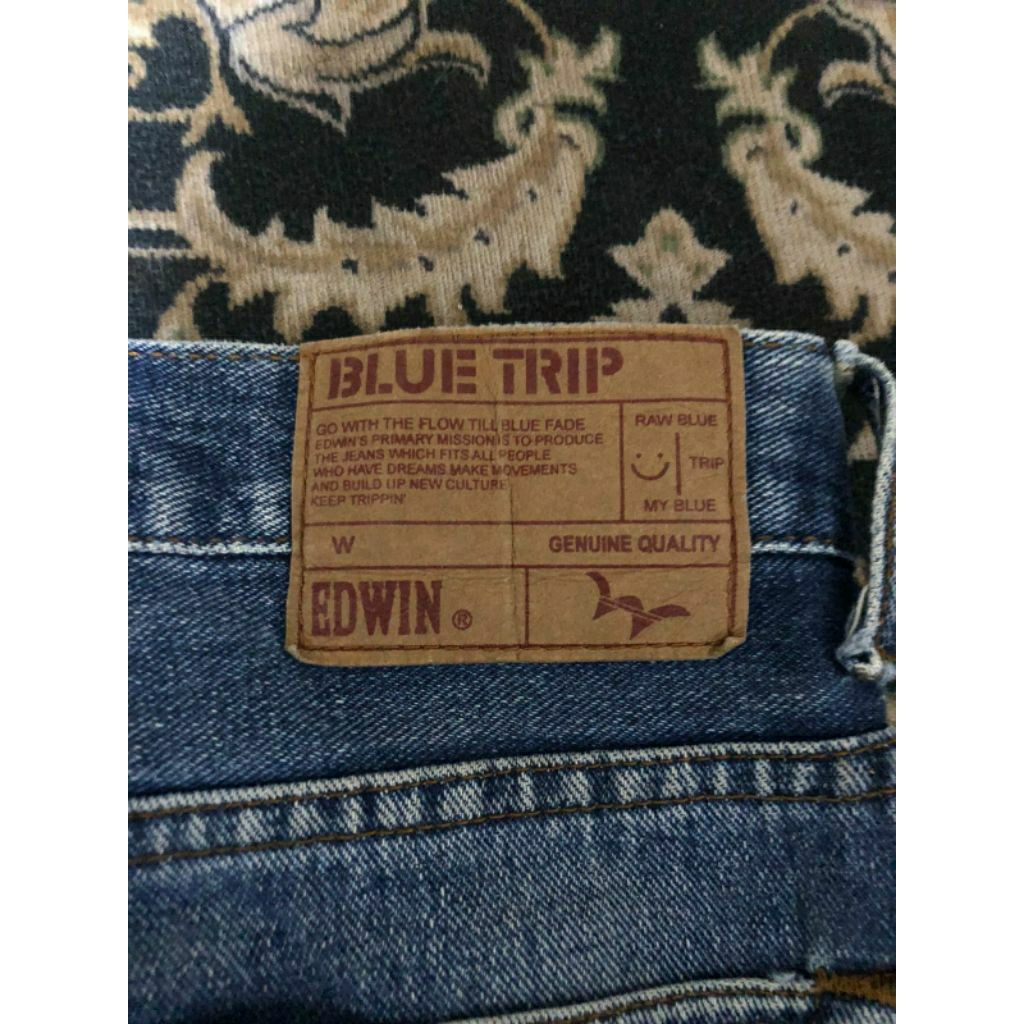 BLUE TRIP
GO WITH THE FLOW TILL BLUE FADE
EDWIN'S PRIMARY MISSION IS TO PRODUCE
THE JEANS WHICH FITS ALL PEOPLE
WHO HAVE DREAMS MAKE MOVEMENTS
AND BUILD UP NEW CULTURE
KEEP TRIPPIN'
RAW BLUE
TRIP
MY BLUE
W
GENUINE QUALITY
EDWIN ®